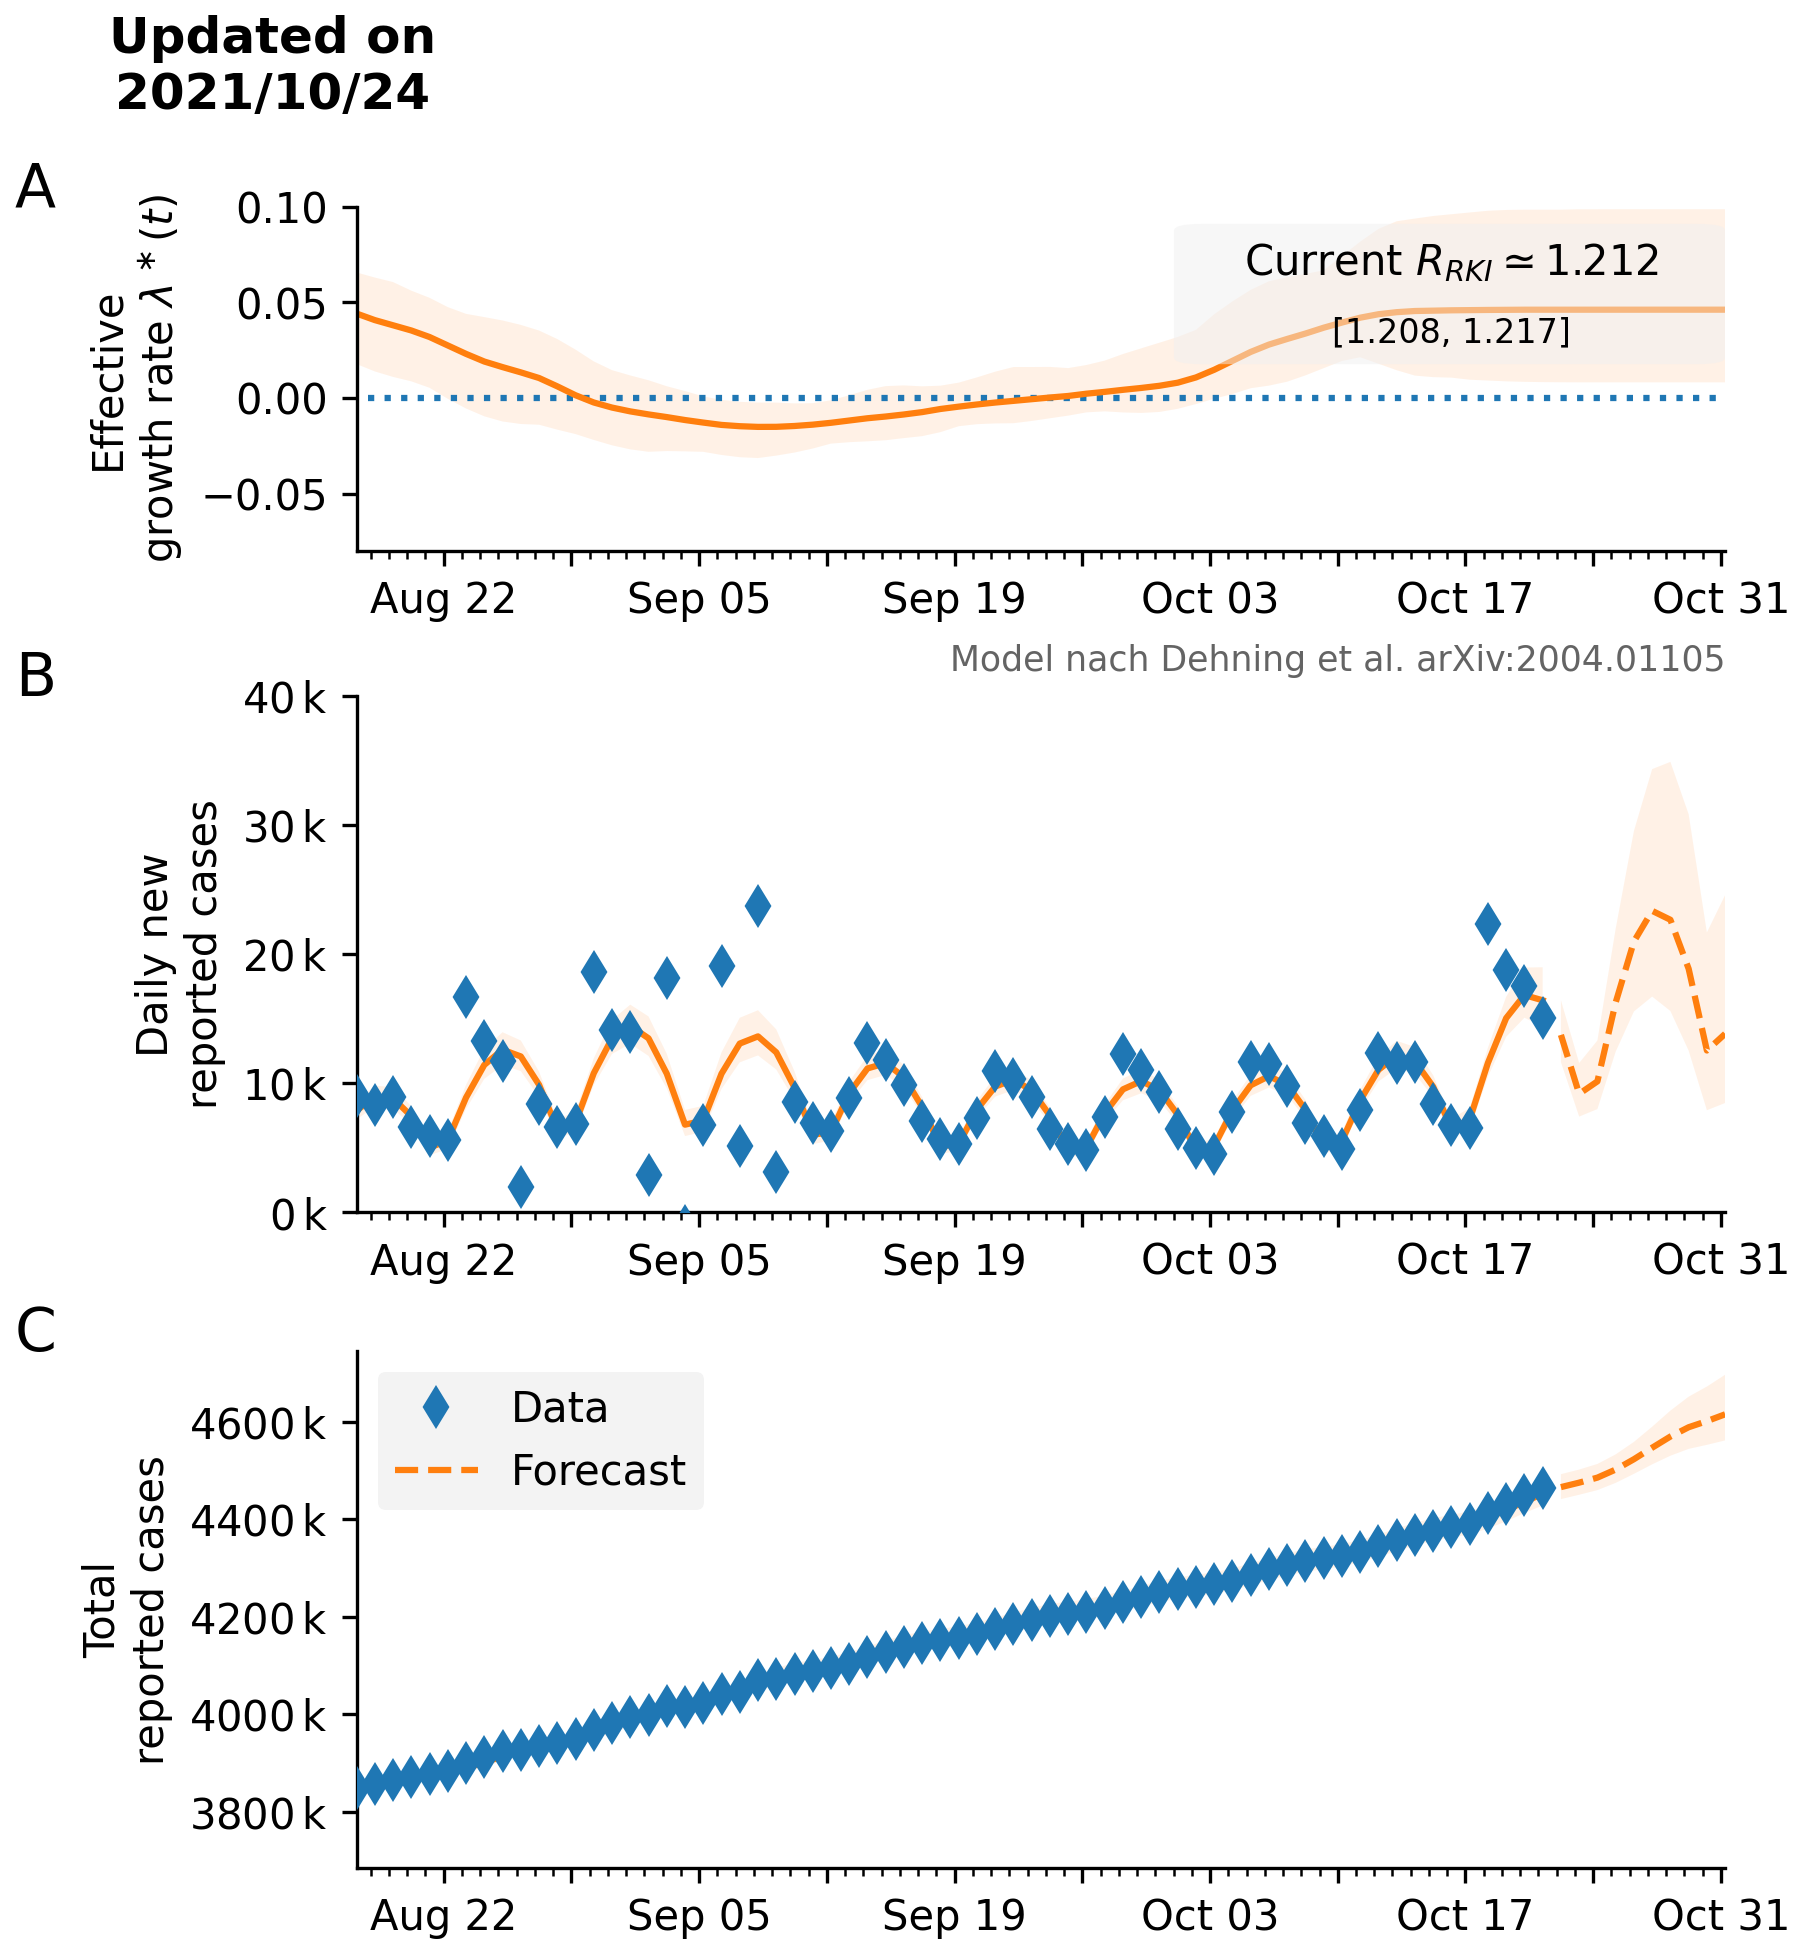 Updated on
2021/10/24
A
Effective
growth rate λ * (t)
0.10
0.05
0.00
−0.05
Current R_RKI ≃ 1.212
[1.208, 1.217]
Aug 22
Sep 05
Sep 19
Oct 03
Oct 17
Oct 31
Model nach Dehning et al. arXiv:2004.01105
B
Daily new
reported cases
40 k
30 k
20 k
10 k
0 k
Aug 22
Sep 05
Sep 19
Oct 03
Oct 17
Oct 31
C
Total
reported cases
4600 k
4400 k
4200 k
4000 k
3800 k
Data
Forecast
Aug 22
Sep 05
Sep 19
Oct 03
Oct 17
Oct 31